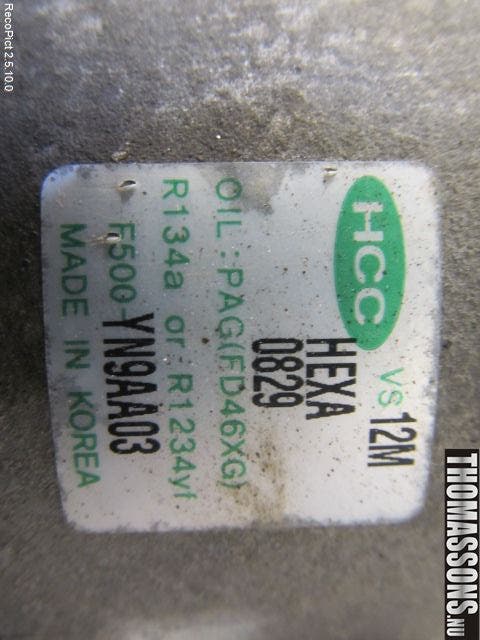 RecoPict 2.5.10.0
HCC VS 12M
HEXA
0829
OIL : PAG(FD46XG)
R134a or R1234yf
F500-YN9AA03
MADE IN KOREA
THOMASSONS.NU